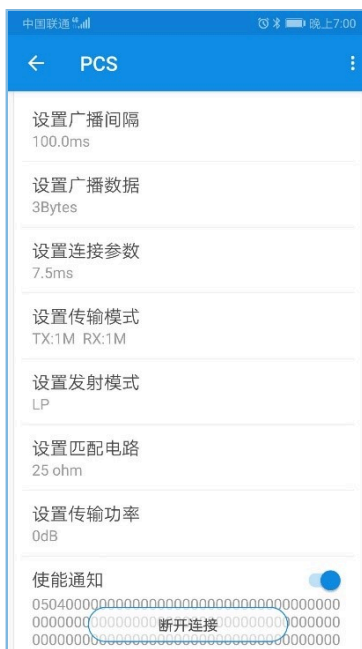 中国联通 晚上7:00
PCS
设置广播间隔
100.0ms
设置广播数据
3Bytes
设置连接参数
7.5ms
设置传输模式
TX:1M RX:1M
设置发射模式
LP
设置匹配电路
25 ohm
设置传输功率
0dB
使能通知
断开连接